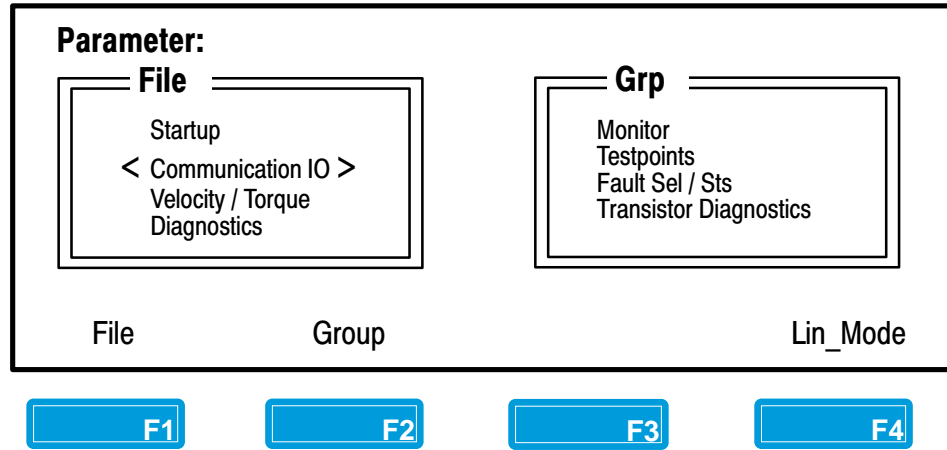 Parameter:
File
Startup
< Communication IO >
Velocity / Torque
Diagnostics
Grp
Monitor
Testpoints
Fault Sel / Sts
Transistor Diagnostics
File Group Lin_Mode
F1 F2 F3 F4